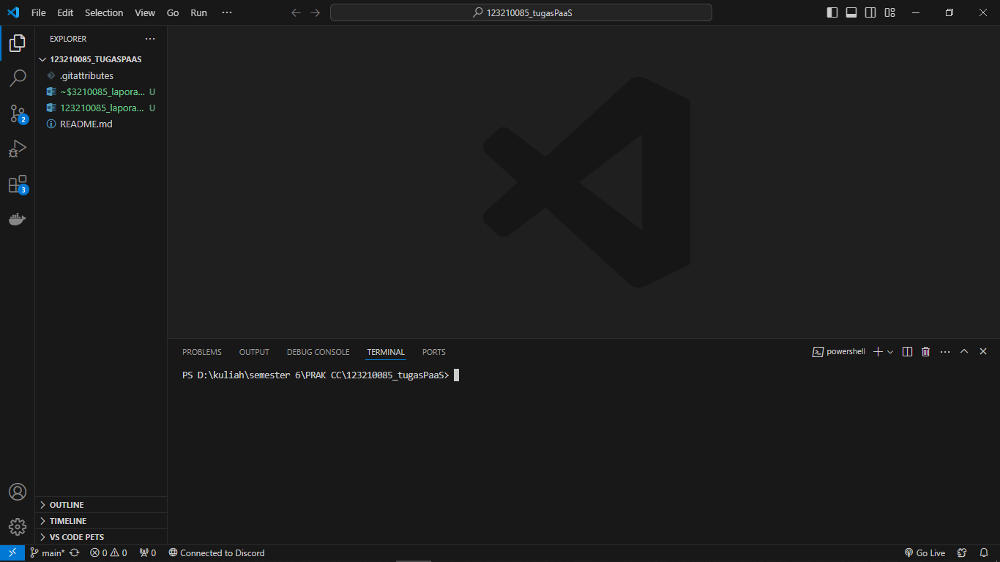 File Edit Selection View Go Run ···
123210085_tugasPaaS
EXPLORER ···
123210085_TUGASPAAS
.gitattributes
~$3210085_lapora... U
123210085_lapora... U
README.md
2
3
PROBLEMS OUTPUT DEBUG CONSOLE TERMINAL PORTS
powershell
PS D:\kuliah\semester 6\PRAK CC\123210085_tugasPaaS>
OUTLINE
TIMELINE
VS CODE PETS
main* 0 0 0 Connected to Discord Go Live